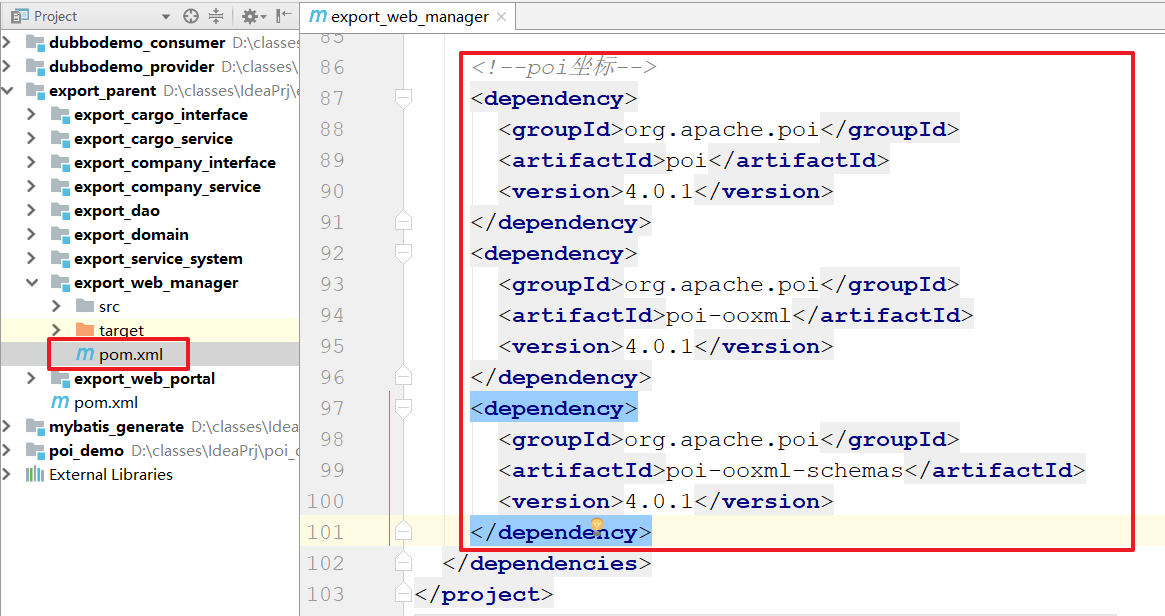 Project
export_web_manager
dubbodemo_consumer D:\classes
dubbodemo_provider D:\classes\
export_parent D:\classes\IdeaPrj\e
export_cargo_interface
export_cargo_service
export_company_interface
export_company_service
export_dao
export_domain
export_service_system
export_web_manager
src
target
pom.xml
export_web_portal
pom.xml
mybatis_generate D:\classes\Idea
poi_demo D:\classes\IdeaPrj\poi_d
External Libraries
85
86 <!--poi坐标-->
87 <dependency>
88 <groupId>org.apache.poi</groupId>
89 <artifactId>poi</artifactId>
90 <version>4.0.1</version>
91 </dependency>
92 <dependency>
93 <groupId>org.apache.poi</groupId>
94 <artifactId>poi-ooxml</artifactId>
95 <version>4.0.1</version>
96 </dependency>
97 <dependency>
98 <groupId>org.apache.poi</groupId>
99 <artifactId>poi-ooxml-schemas</artifactId>
100 <version>4.0.1</version>
101 </dependency>
102 </dependencies>
103 </project>